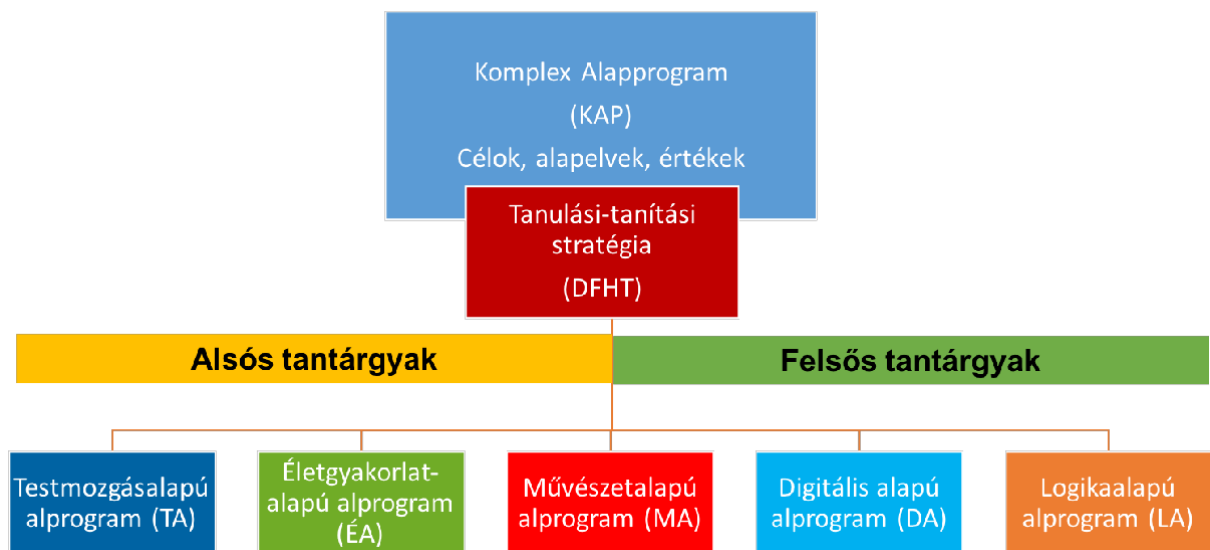 Komplex Alapprogram
(KAP)
Célok, alapelvek, értékek
Tanulási-tanítási
stratégia
(DFHT)
Alsós tantárgyak
Felsős tantárgyak
Testmozgásalapú
alprogram (TA)
Életgyakorlat-
alapú alprogram
(ÉA)
Művészetalapú
alprogram (MA)
Digitális alapú
alprogram (DA)
Logikaalapú
alprogram (LA)